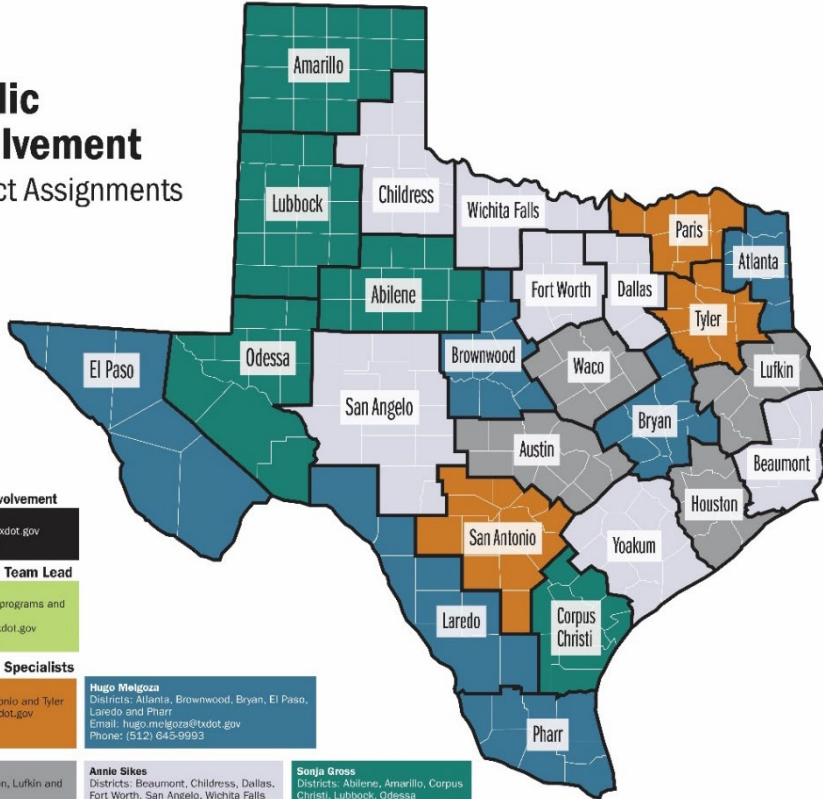 lic
lvement
ct Assignments
Amarillo
Lubbock
Childress
Wichita Falls
Paris
Atlanta
Abilene
Fort Worth
Dallas
Tyler
El Paso
Odessa
Brownwood
Waco
Lufkin
San Angelo
Bryan
Austin
Beaumont
Houston
San Antonio
Yoakum
Laredo
Corpus
Christi
Pharr
volvement
xdot.gov
Team Lead
programs and
xdot.gov
Specialists
onio and Tyler
dot.gov
Hugo Melgoza
Districts: Atlanta, Brownwood, Bryan, El Paso,
Laredo and Pharr
Email: hugo.melgoza@txdot.gov
Phone: (512) 645-9993
on, Lufkin and
Annie Sikes
Districts: Beaumont, Childress, Dallas,
Fort Worth, San Angelo, Wichita Falls
Sonja Gross
Districts: Abilene, Amarillo, Corpus
Christi, Lubbock, Odessa